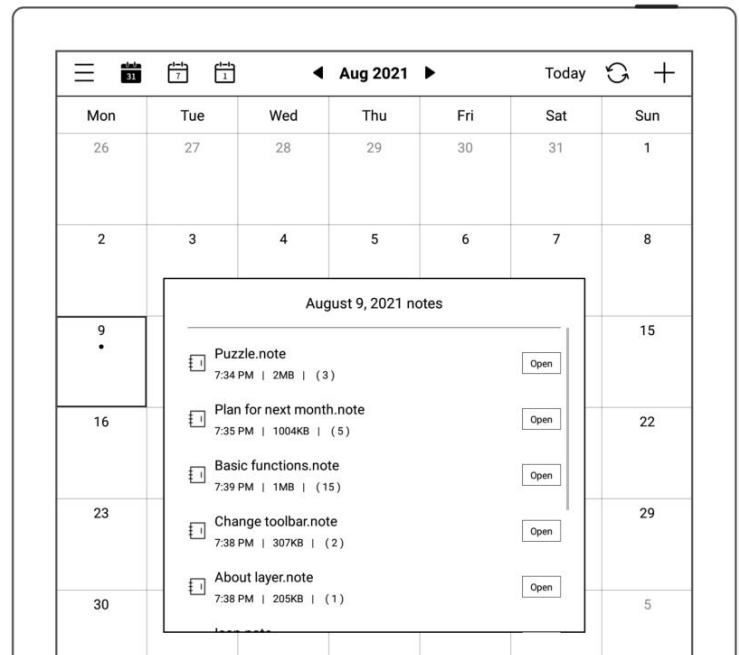 31 7 1 Aug 2021 Today
Mon Tue Wed Thu Fri Sat Sun
26 27 28 29 30 31 1
2 3 4 5 6 7 8
August 9, 2021 notes
9 15
Puzzle.note
7:34 PM | 2MB | (3) Open
Plan for next month.note
7:35 PM | 1004KB | (5) Open
16 22
Basic functions.note
7:39 PM | 1MB | (15) Open
23 29
Change toolbar.note
7:38 PM | 307KB | (2) Open
About layer.note
7:38 PM | 205KB | (1) Open
30 5